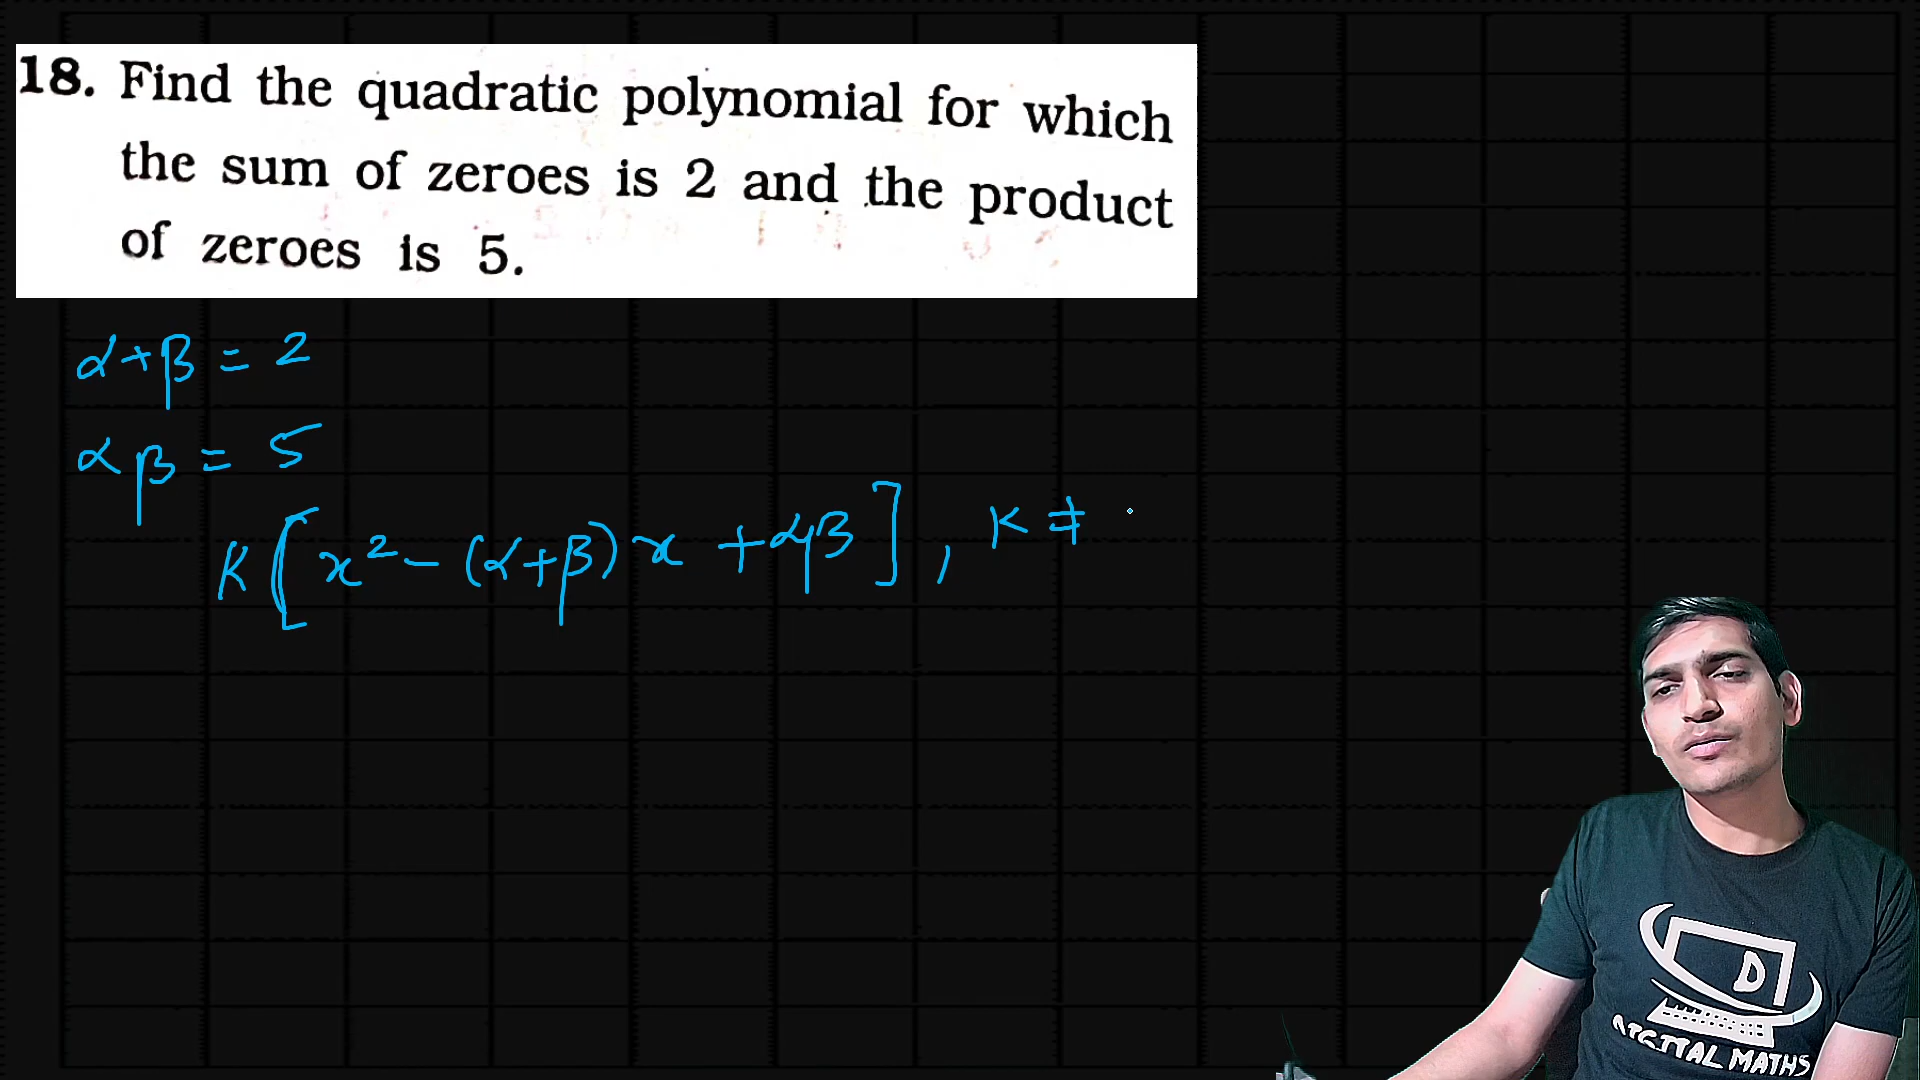 18. Find the quadratic polynomial for which
the sum of zeroes is 2 and the product
of zeroes is 5.
α+β = 2
αβ = 5
K[x² - (α+β)x + αβ], K ≠
D
DIGITAL MATHS